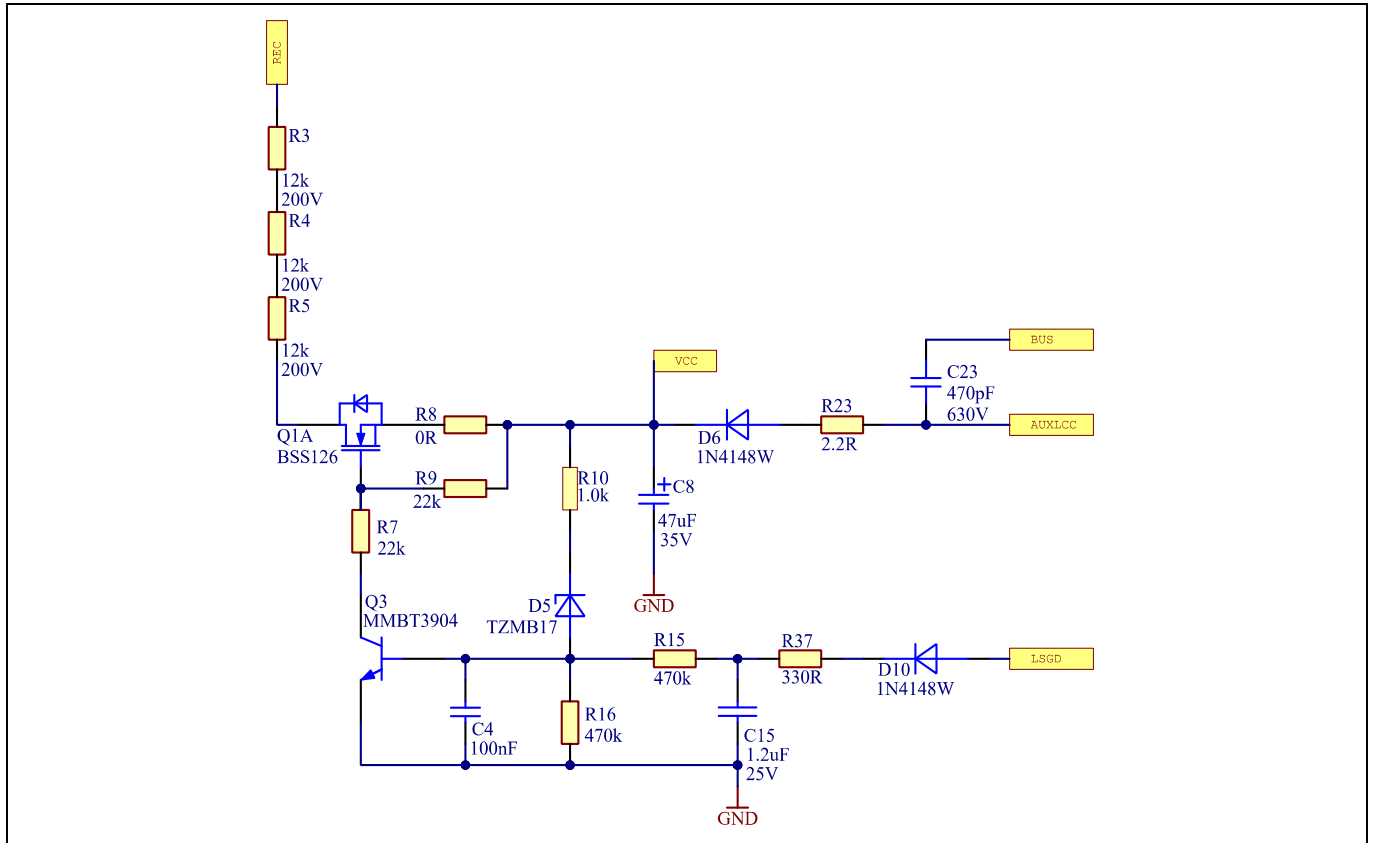 REC
R3
12k
200V
R4
12k
200V
R5
12k
200V
BUS
VCC
C23
470pF
630V
R8
0R
R23
2.2R
AUXLCC
Q1A
BSS126
D6
1N4148W
R9
22k
R10
1.0k
+
C8
47uF
35V
R7
22k
GND
Q3
MMBT3904
D5
TZMB17
R15
470k
R37
330R
D10
1N4148W
LSGD
C4
100nF
R16
470k
C15
1.2uF
25V
GND